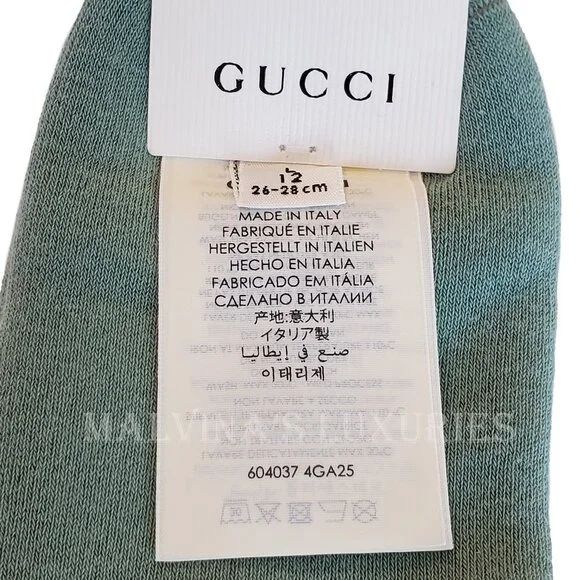 GUCCI
12
26-28cm
MADE IN ITALY
FABRIQUÉ EN ITALIE
HERGESTELLT IN ITALIEN
HECHO EN ITALIA
FABRICADO EM ITÁLIA
СДЕЛАНО В ИТАЛИИ
产地:意大利
イタリア製
صنع في إيطاليا
이태리제
MALVINA'S LUXURIES
604037 4GA25